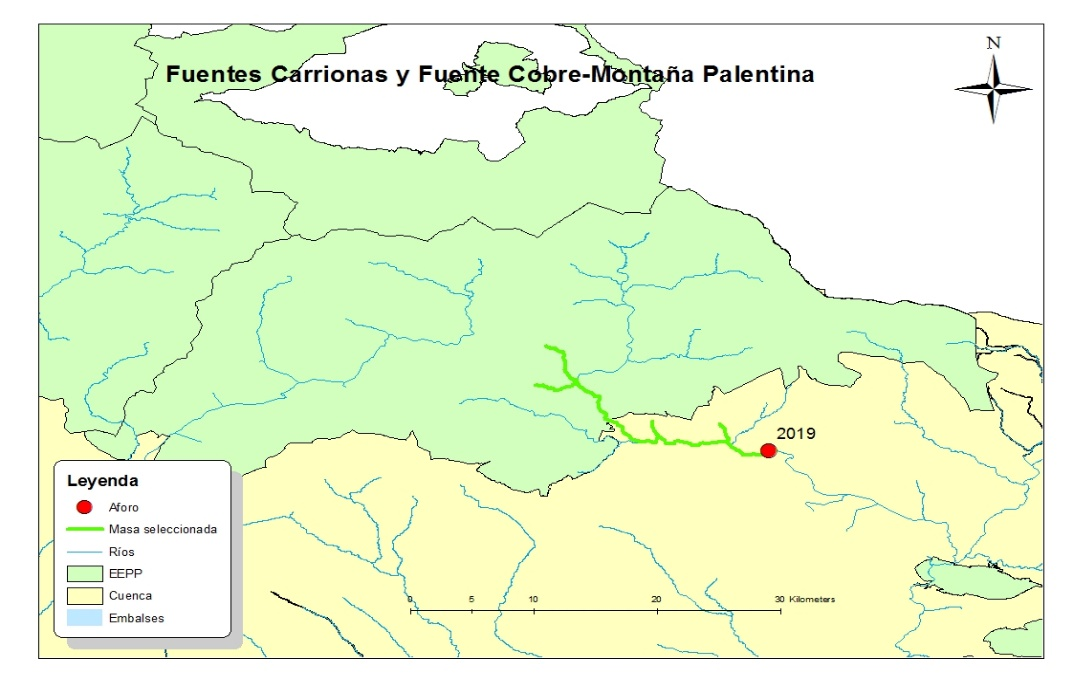 Fuentes Carrionas y Fuente Cobre-Montaña Palentina
N
2019
Leyenda
Aforo
Masa seleccionada
Ríos
EEPP
Cuenca
Embalses
0 5 10 20 30 Kilometers